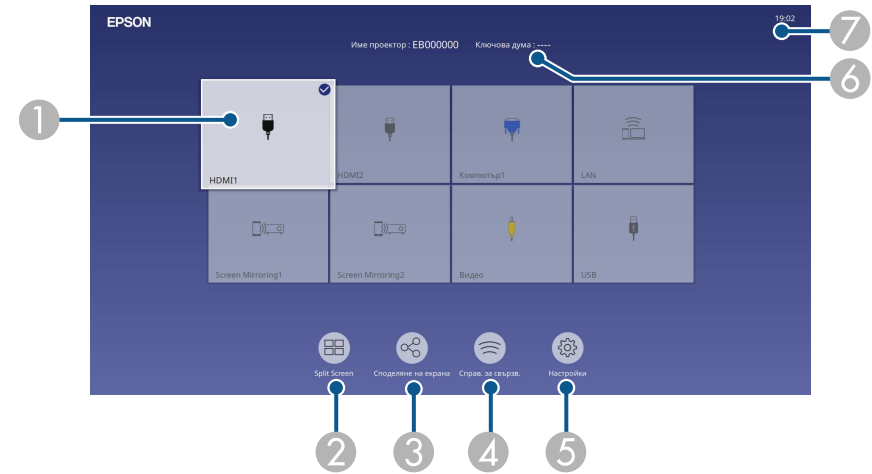 EPSON
19:02
Име проектор : EB000000 Ключова дума : ----
7
6
1
HDMI1
HDMI2
Компютър1
LAN
Screen Mirroring1
Screen Mirroring2
Видео
USB
Split Screen
Споделяне на екрана
Справ. за свързв.
Настройки
2
3
4
5